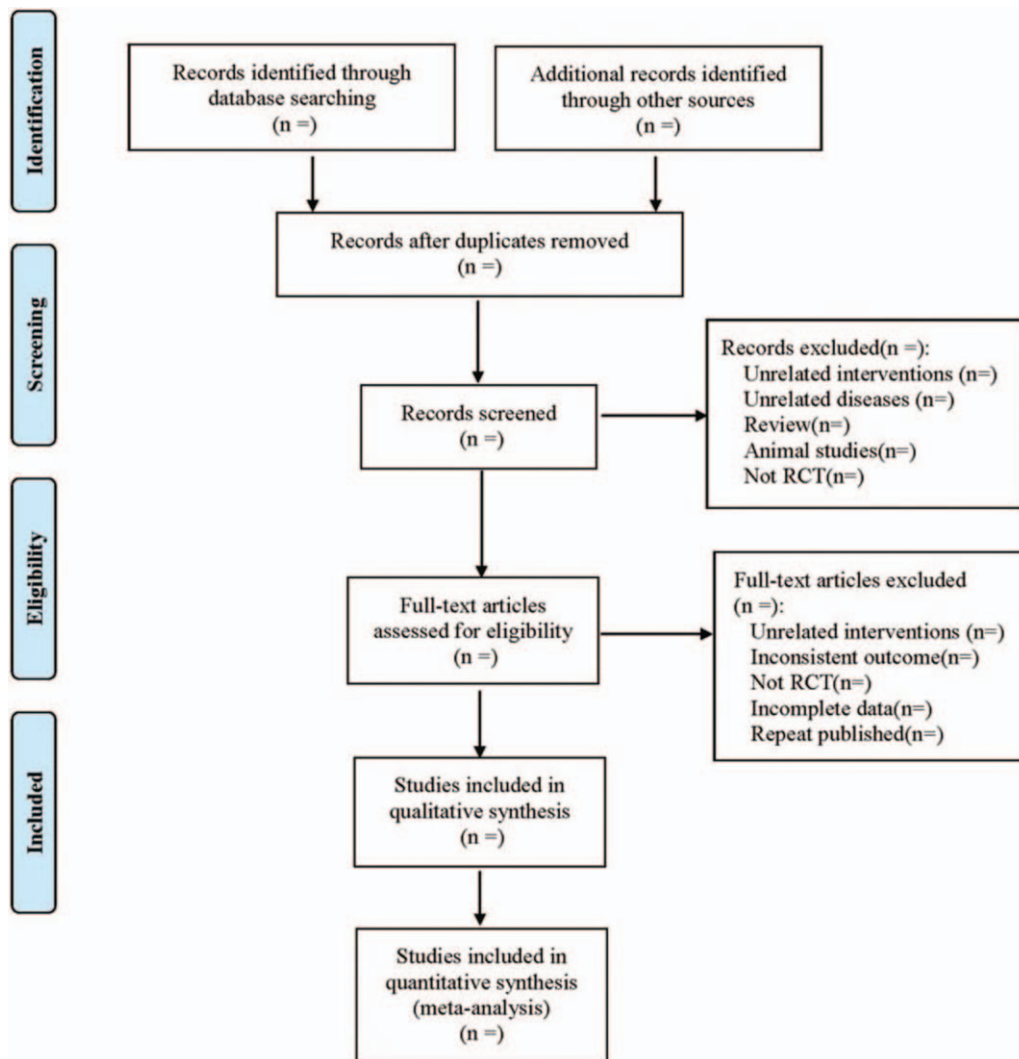 Identification
Records identified through
database searching
(n =)
Additional records identified
through other sources
(n =)
Records after duplicates removed
(n =)
Screening
Records screened
(n =)
Records excluded(n =):
Unrelated interventions (n=)
Unrelated diseases (n=)
Review(n=)
Animal studies(n=)
Not RCT(n=)
Eligibility
Full-text articles
assessed for eligibility
(n =)
Full-text articles excluded
(n =):
Unrelated interventions (n=)
Inconsistent outcome(n=)
Not RCT(n=)
Incomplete data(n=)
Repeat published(n=)
Included
Studies included in
qualitative synthesis
(n =)
Studies included in
quantitative synthesis
(meta-analysis)
(n =)